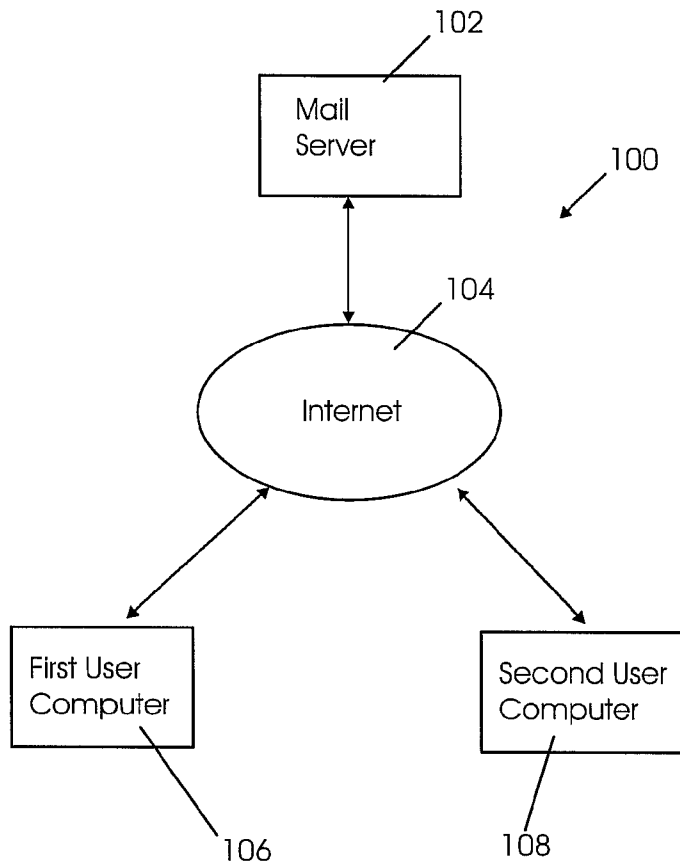 102
Mail
Server
100
104
Internet
First User
Computer
Second User
Computer
106
108